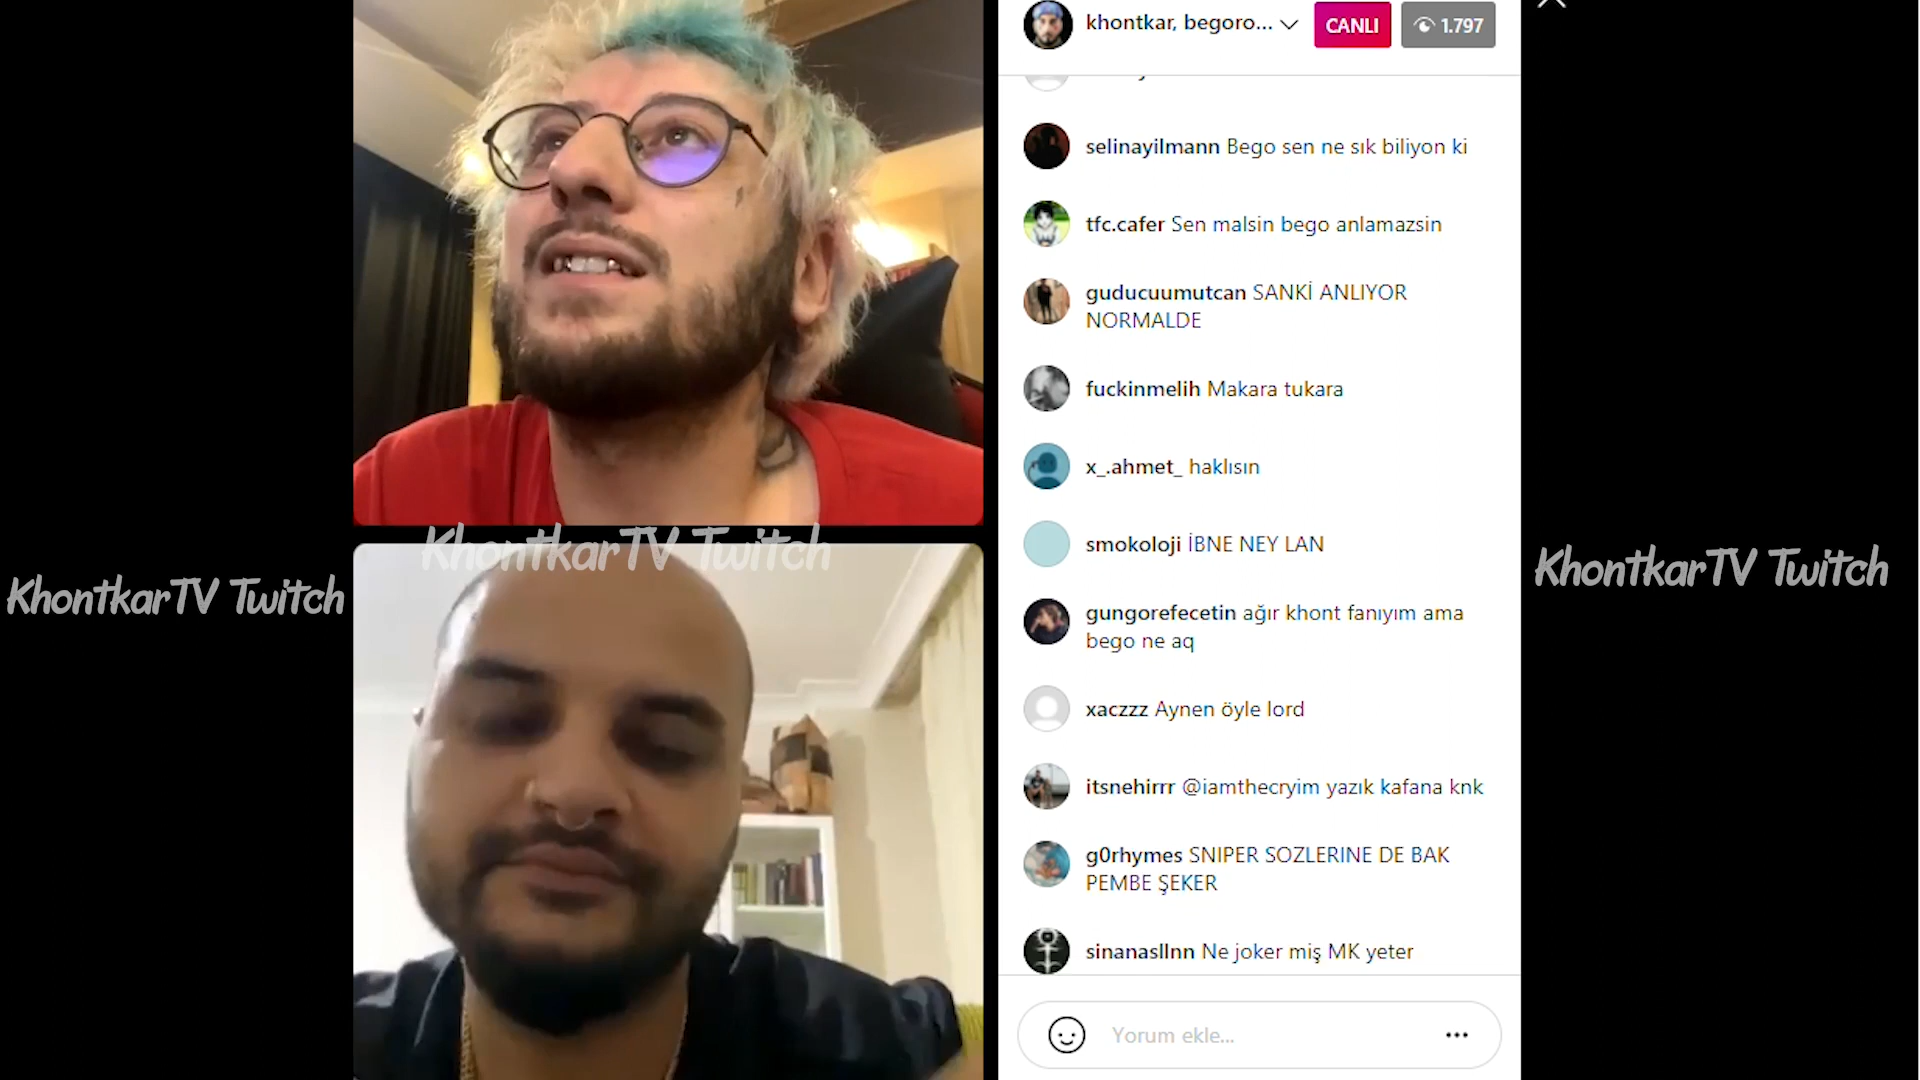 khontkar, begoro...
CANLI
1.797
selinayilmann Bego sen ne sık biliyon ki
tfc.cafer Sen malsin bego anlamazsin
guducuumutcan SANKİ ANLIYOR
NORMALDE
fuckinmelih Makara tukara
x_.ahmet_ haklısın
smokoloji İBNE NEY LAN
gungorefecetin ağır khont fanıyım ama
bego ne aq
xaczzz Aynen öyle lord
itsnehirrr @iamthecryim yazık kafana knk
g0rhymes SNIPER SOZLERINE DE BAK
PEMBE ŞEKER
sinanasllnn Ne joker miş MK yeter
Yorum ekle...
KhontkarTV Twitch
KhontkarTV Twitch
KhontkarTV Twitch